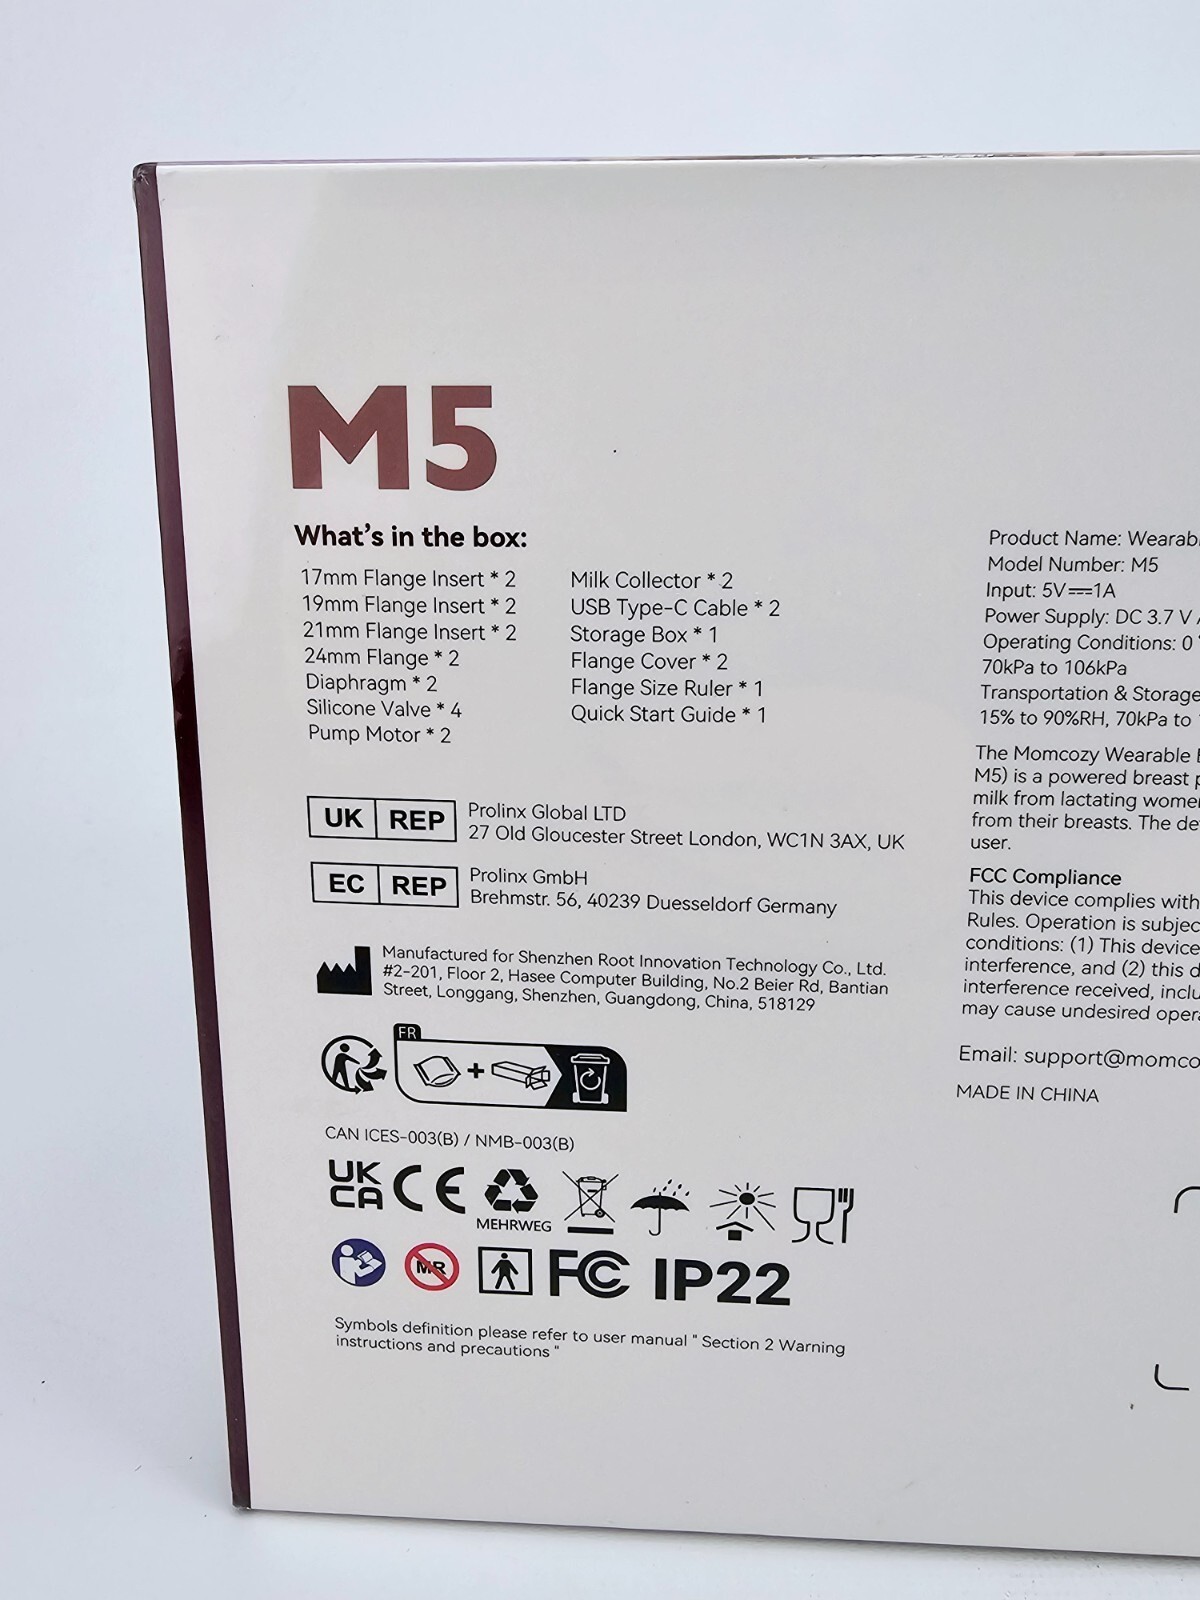 M5
What's in the box:
17mm Flange Insert * 2
19mm Flange Insert * 2
21mm Flange Insert * 2
24mm Flange * 2
Diaphragm * 2
Silicone Valve * 4
Pump Motor * 2
Milk Collector * 2
USB Type-C Cable * 2
Storage Box * 1
Flange Cover * 2
Flange Size Ruler * 1
Quick Start Guide * 1
UK REP
Prolinx Global LTD
27 Old Gloucester Street London, WC1N 3AX, UK
EC REP
Prolinx GmbH
Brehmstr. 56, 40239 Duesseldorf Germany
Manufactured for Shenzhen Root Innovation Technology Co., Ltd.
#2-201, Floor 2, Hasee Computer Building, No.2 Beier Rd, Bantian
Street, Longgang, Shenzhen, Guangdong, China, 518129
FR
CAN ICES-003(B) / NMB-003(B)
UK
CA CE
MEHRWEG
MR
FC IP22
Symbols definition please refer to user manual " Section 2 Warning
instructions and precautions "
Product Name:
Model Number: M5
Input: 5V⎓1A
Power Supply: DC 3.7 V
Operating Conditions: 0
70kPa to 106kPa
Transportation & Storage
15% to 90%RH, 70kPa to
The Momcozy Wearable
M5) is a powered breast
milk from lactating
from their breasts. The
user.
FCC Compliance
This device complies with
Rules. Operation is
conditions: (1) This device
interference, and (2) this
interference received,
may cause undesired
Email:
MADE IN CHINA